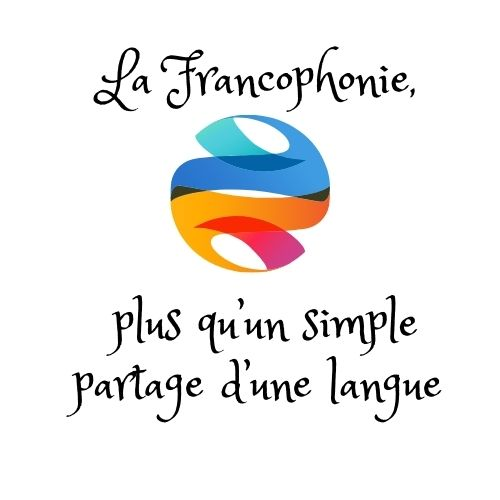 La Francophonie,
plus qu'un simple
partage d'une langue